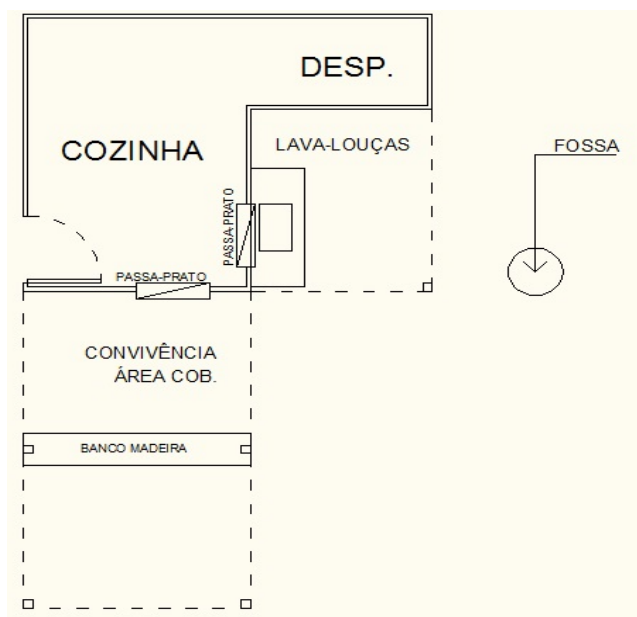 DESP.
COZINHA
LAVA-LOUÇAS
FOSSA
PASSA-PRATO
PASSA-PRATO
CONVIVÊNCIA
ÁREA COB.
BANCO MADEIRA